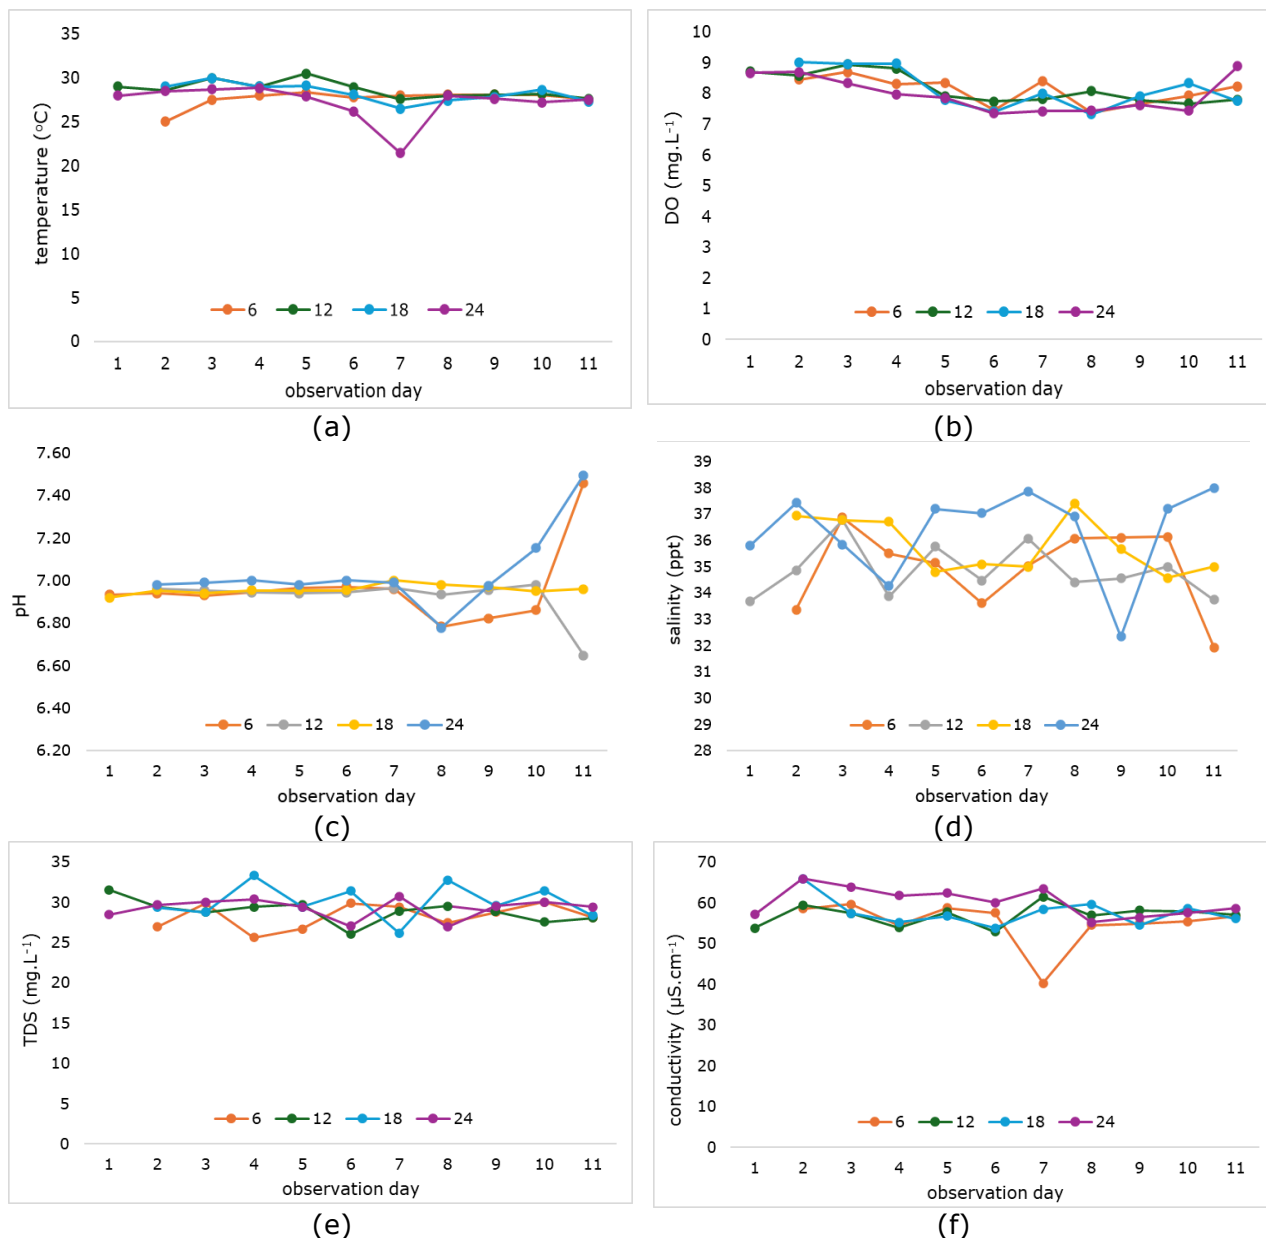 35
30
25
20
15
10
5
0
temperature (°C)
6 12 18 24
1 2 3 4 5 6 7 8 9 10 11
observation day
(a)
10
9
8
7
6
5
4
3
2
1
0
DO (mg.L⁻¹)
6 12 18 24
1 2 3 4 5 6 7 8 9 10 11
observation day
(b)
7.60
7.40
7.20
7.00
6.80
6.60
6.40
6.20
pH
6 12 18 24
1 2 3 4 5 6 7 8 9 10 11
observation day
(c)
39
38
37
36
35
34
33
32
31
30
29
28
salinity (ppt)
6 12 18 24
1 2 3 4 5 6 7 8 9 10 11
observation day
(d)
35
30
25
20
15
10
5
0
TDS (mg.L⁻¹)
6 12 18 24
1 2 3 4 5 6 7 8 9 10 11
observation day
(e)
70
60
50
40
30
20
10
0
conductivity (µS.cm⁻¹)
6 12 18 24
1 2 3 4 5 6 7 8 9 10 11
observation day
(f)